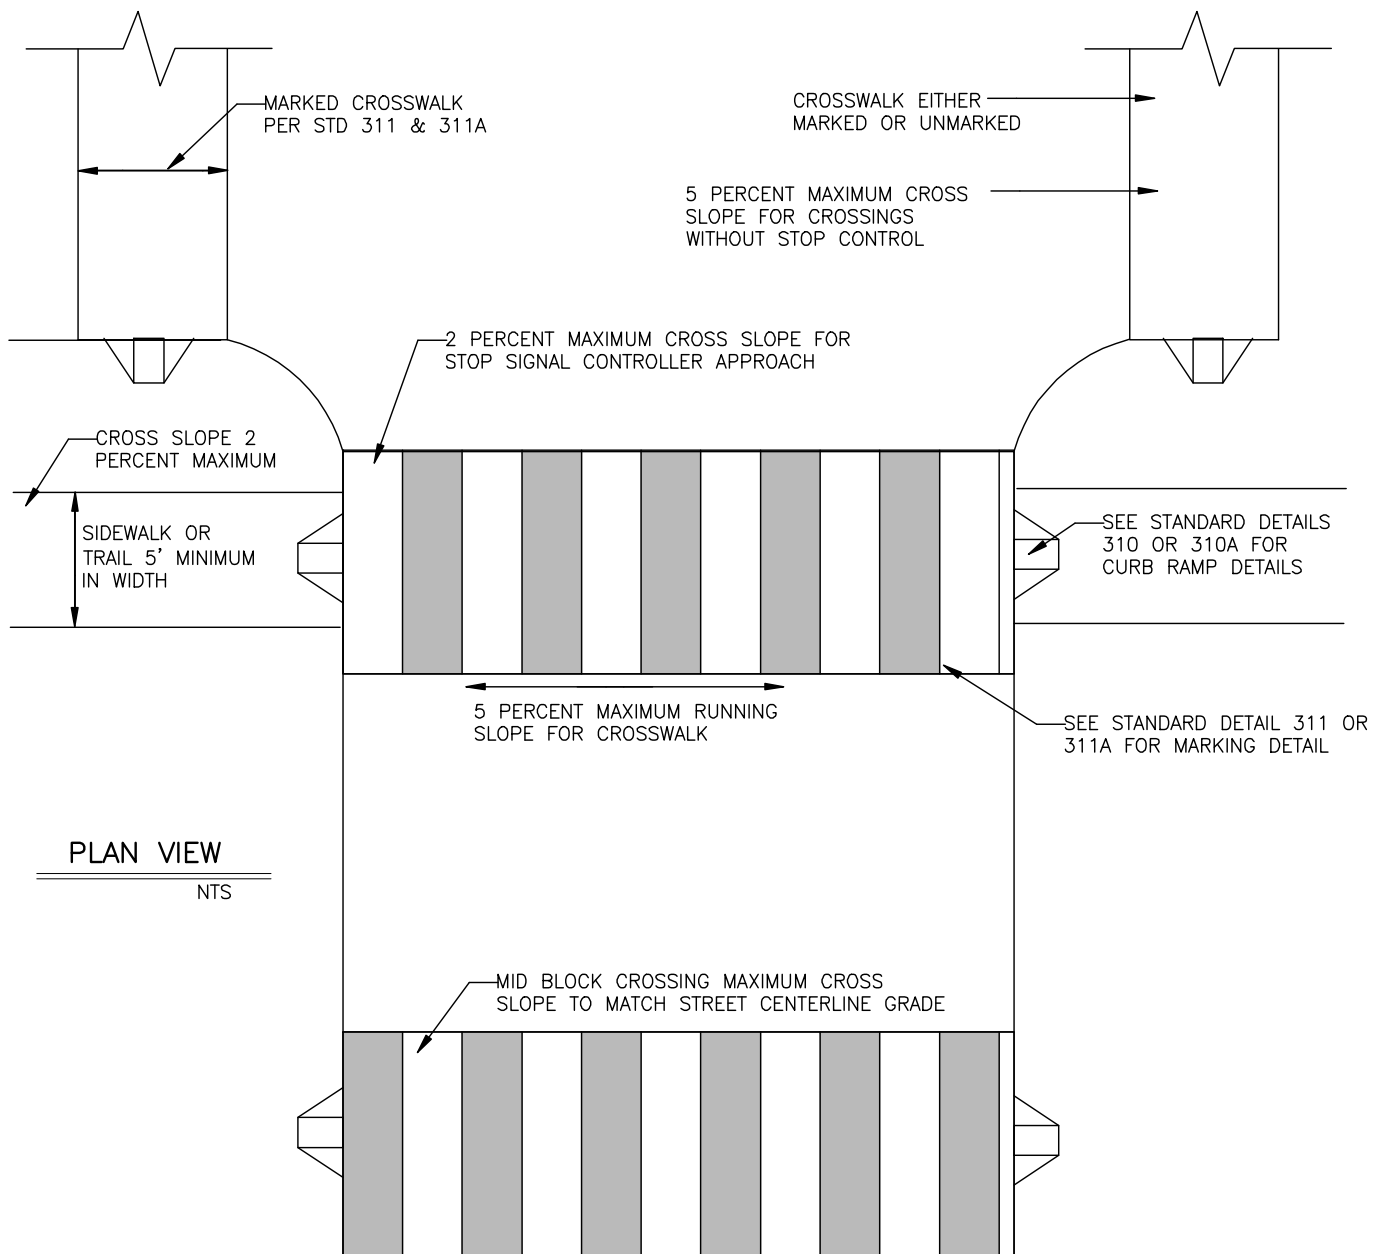 MARKED CROSSWALK
PER STD 311 & 311A
CROSSWALK EITHER
MARKED OR UNMARKED
5 PERCENT MAXIMUM CROSS
SLOPE FOR CROSSINGS
WITHOUT STOP CONTROL
2 PERCENT MAXIMUM CROSS SLOPE FOR
STOP SIGNAL CONTROLLER APPROACH
CROSS SLOPE 2
PERCENT MAXIMUM
SIDEWALK OR
TRAIL 5' MINIMUM
IN WIDTH
SEE STANDARD DETAILS
310 OR 310A FOR
CURB RAMP DETAILS
5 PERCENT MAXIMUM RUNNING
SLOPE FOR CROSSWALK
SEE STANDARD DETAIL 311 OR
311A FOR MARKING DETAIL
PLAN VIEW
NTS
MID BLOCK CROSSING MAXIMUM CROSS
SLOPE TO MATCH STREET CENTERLINE GRADE